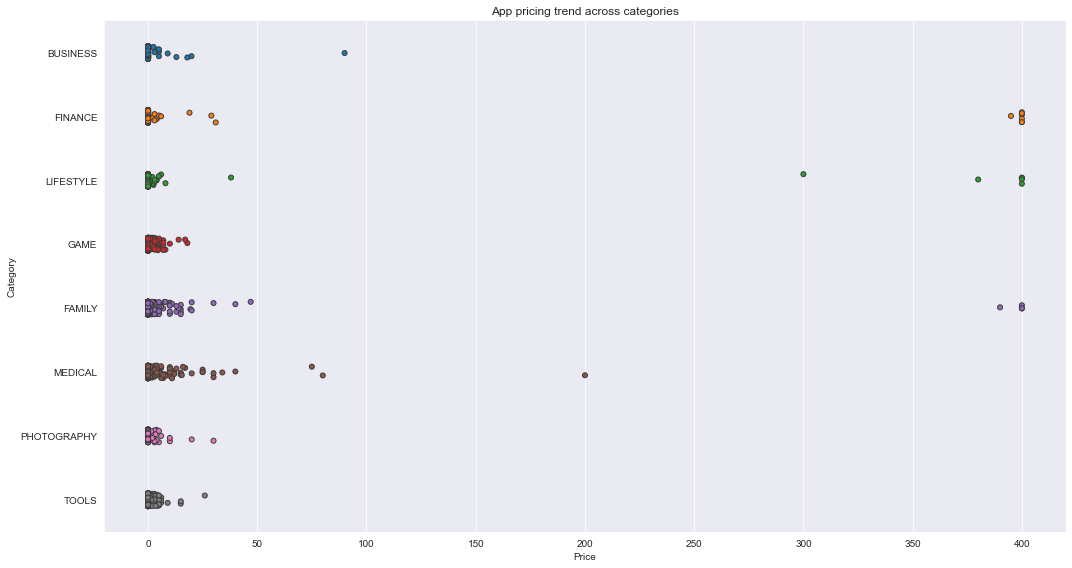 App pricing trend across categories
BUSINESS
FINANCE
LIFESTYLE
GAME
FAMILY
MEDICAL
PHOTOGRAPHY
TOOLS
Category
0 50 100 150 200 250 300 350 400
Price